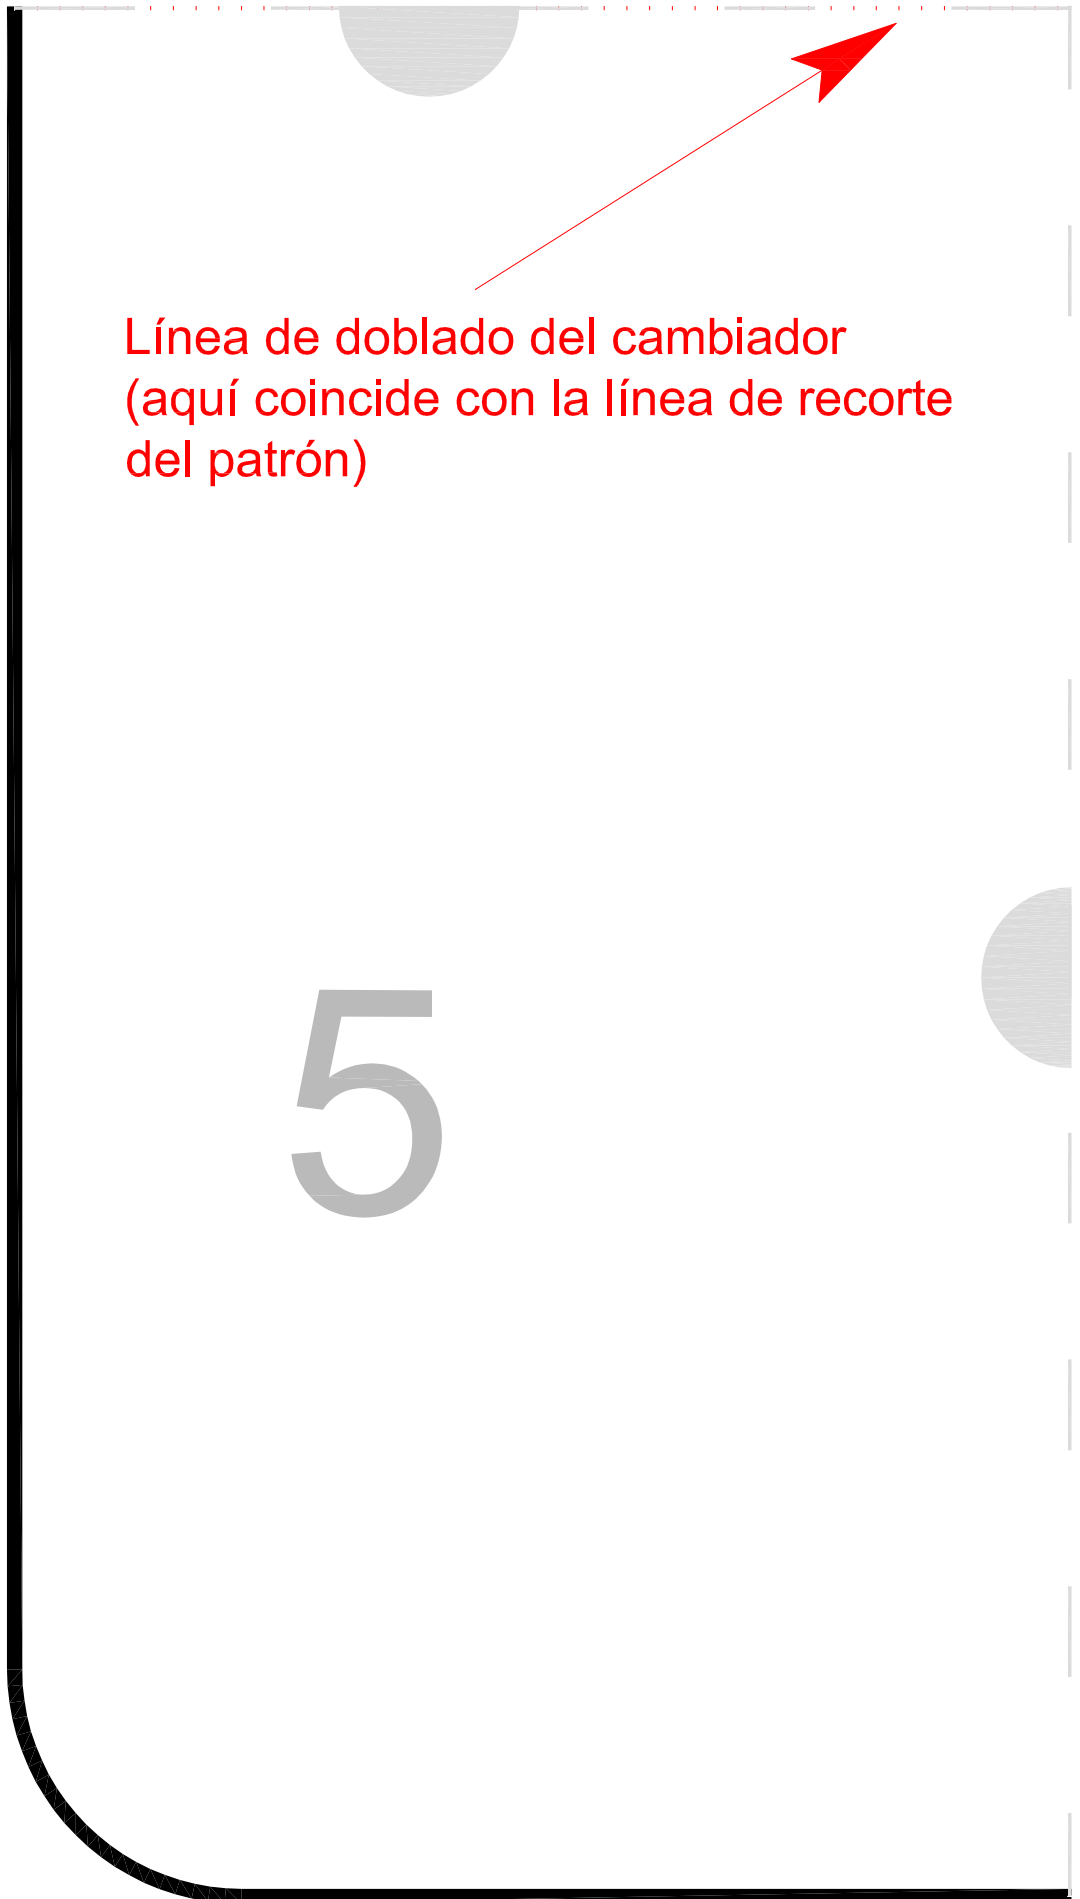 Línea de doblado del cambiador
(aquí coincide con la línea de recorte
del patrón)
5